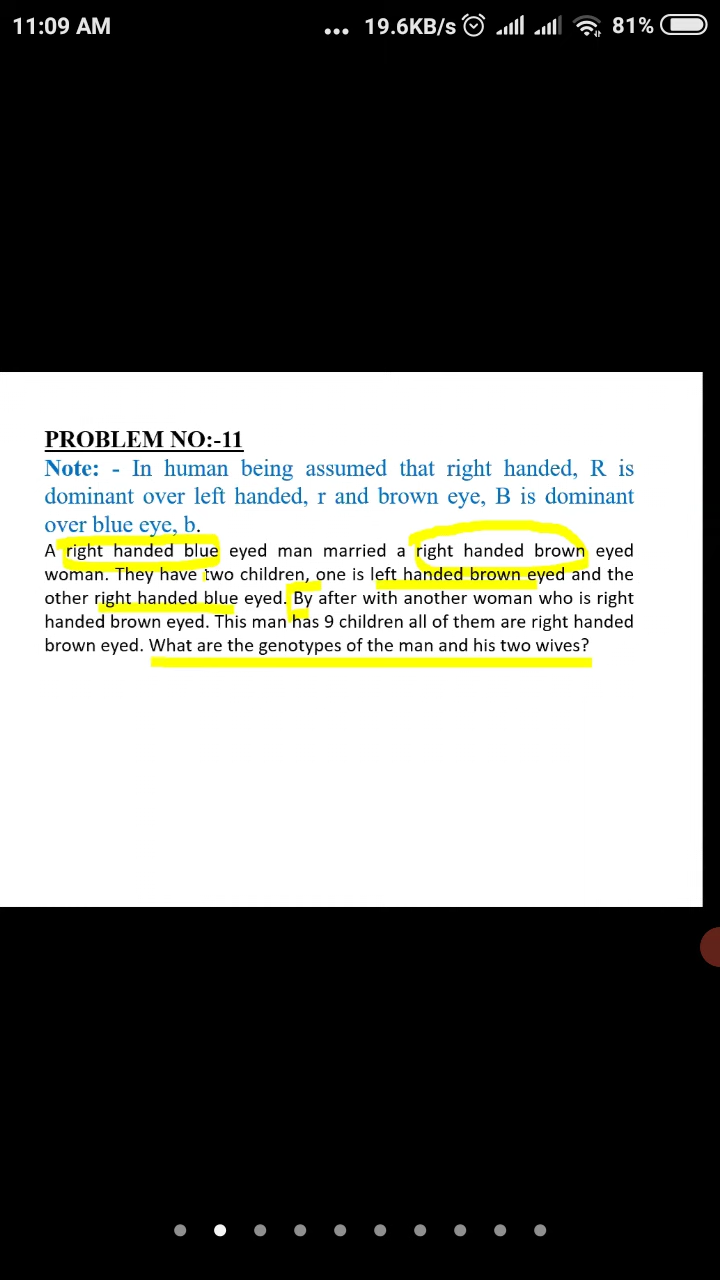 11:09 AM ... 19.6KB/s 81%
PROBLEM NO:-11
Note: - In human being assumed that right handed, R is
dominant over left handed, r and brown eye, B is dominant
over blue eye, b.
A right handed blue eyed man married a right handed brown eyed
woman. They have two children, one is left handed brown eyed and the
other right handed blue eyed. By after with another woman who is right
handed brown eyed. This man has 9 children all of them are right handed
brown eyed. What are the genotypes of the man and his two wives?